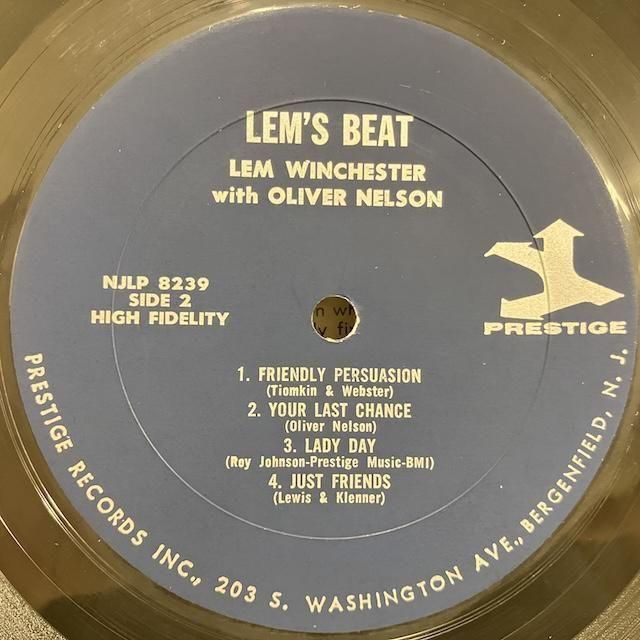 LEM'S BEAT
LEM WINCHESTER
with OLIVER NELSON
NJLP 8239
SIDE 2
HIGH FIDELITY
PRESTIGE
1. FRIENDLY PERSUASION
(Tiomkin & Webster)
2. YOUR LAST CHANCE
(Oliver Nelson)
3. LADY DAY
(Roy Johnson-Prestige Music-BMI)
4. JUST FRIENDS
(Lewis & Klenner)
PRESTIGE RECORDS INC., 203 S. WASHINGTON AVE., BERGENFIELD, N. J.